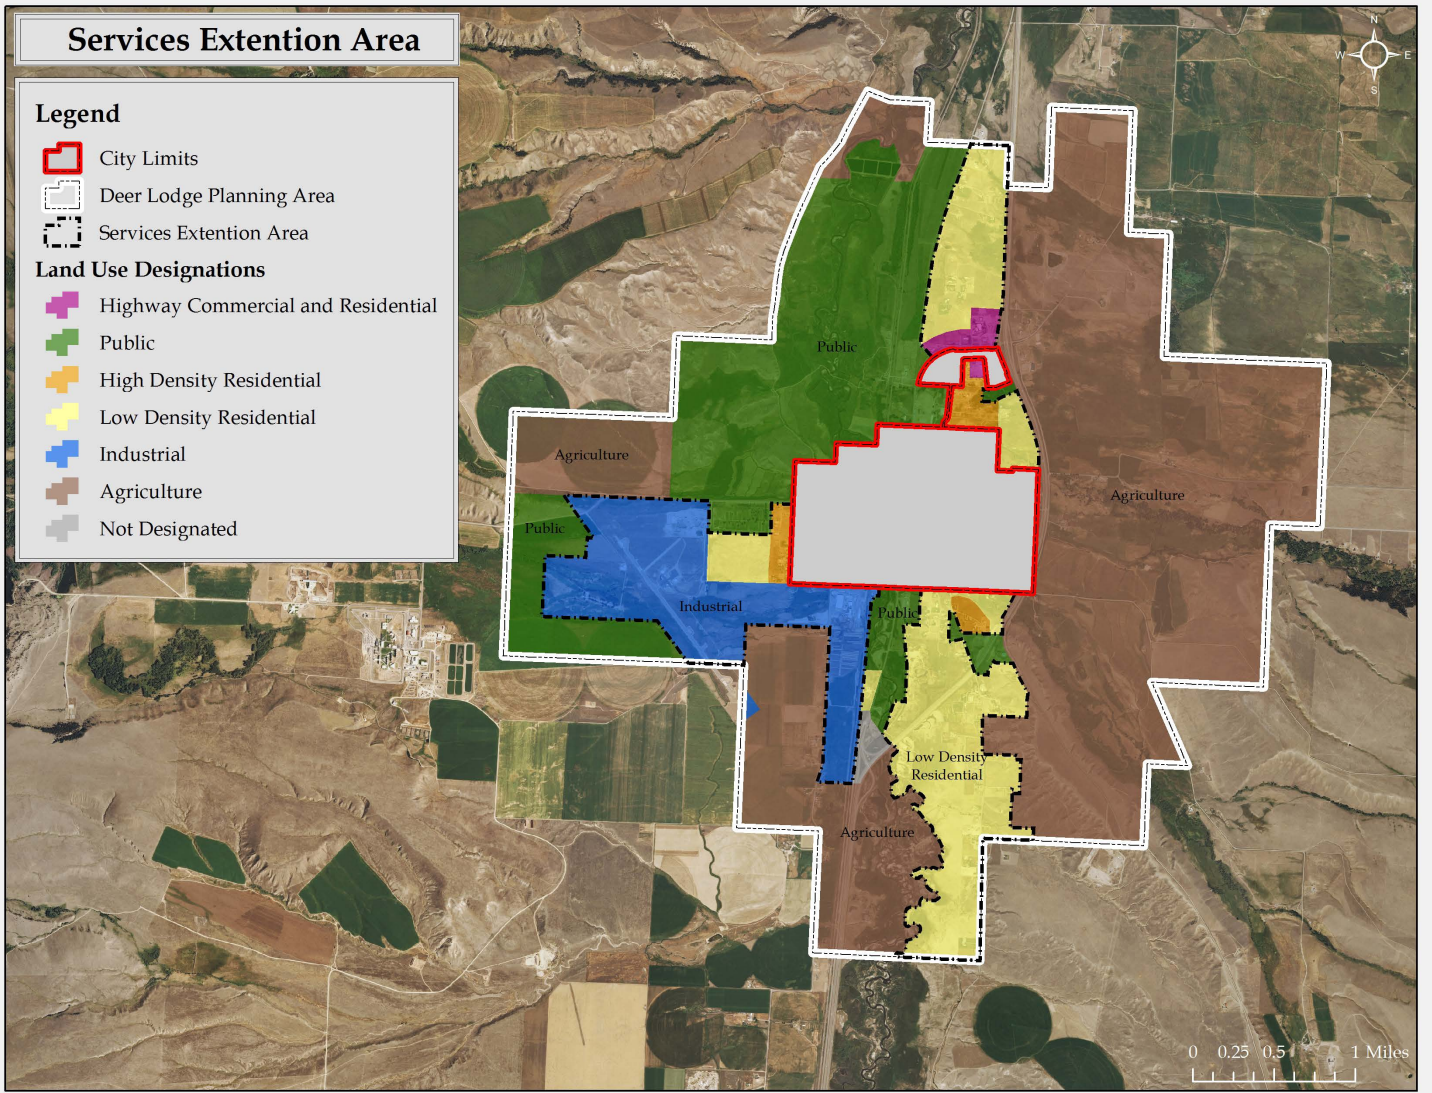 Services Extention Area
Legend
City Limits
Deer Lodge Planning Area
Services Extention Area
Land Use Designations
Highway Commercial and Residential
Public
High Density Residential
Low Density Residential
Industrial
Agriculture
Not Designated
N
W
E
S
Public
Agriculture
Agriculture
Public
Industrial
Public
Low Density
Residential
Agriculture
0 0.25 0.5 1 Miles